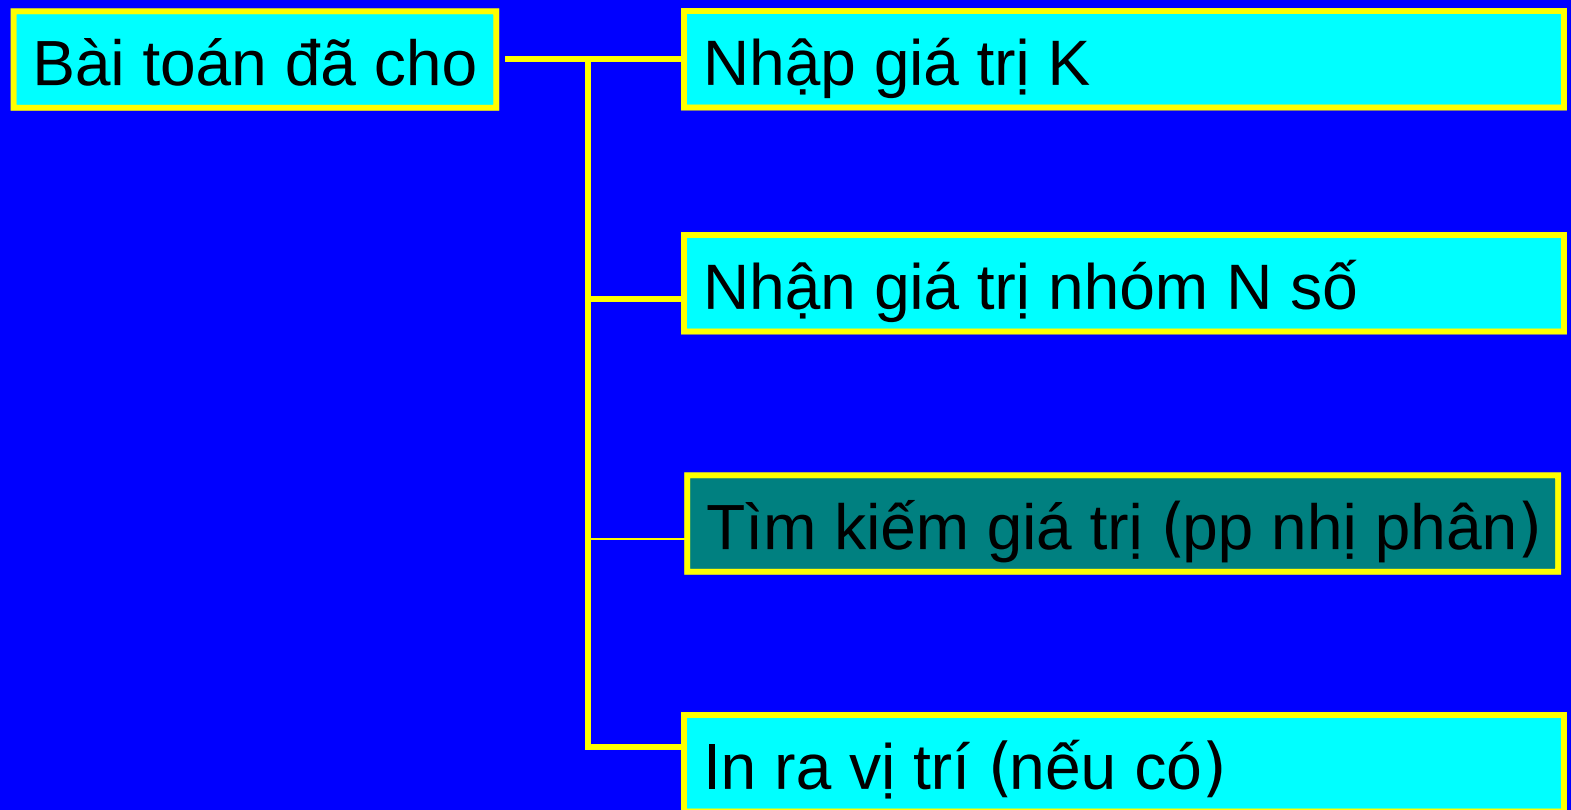 Bài toán đã cho
Nhập giá trị K
Nhận giá trị nhóm N số
Tìm kiếm giá trị (pp nhị phân)
In ra vị trí (nếu có)